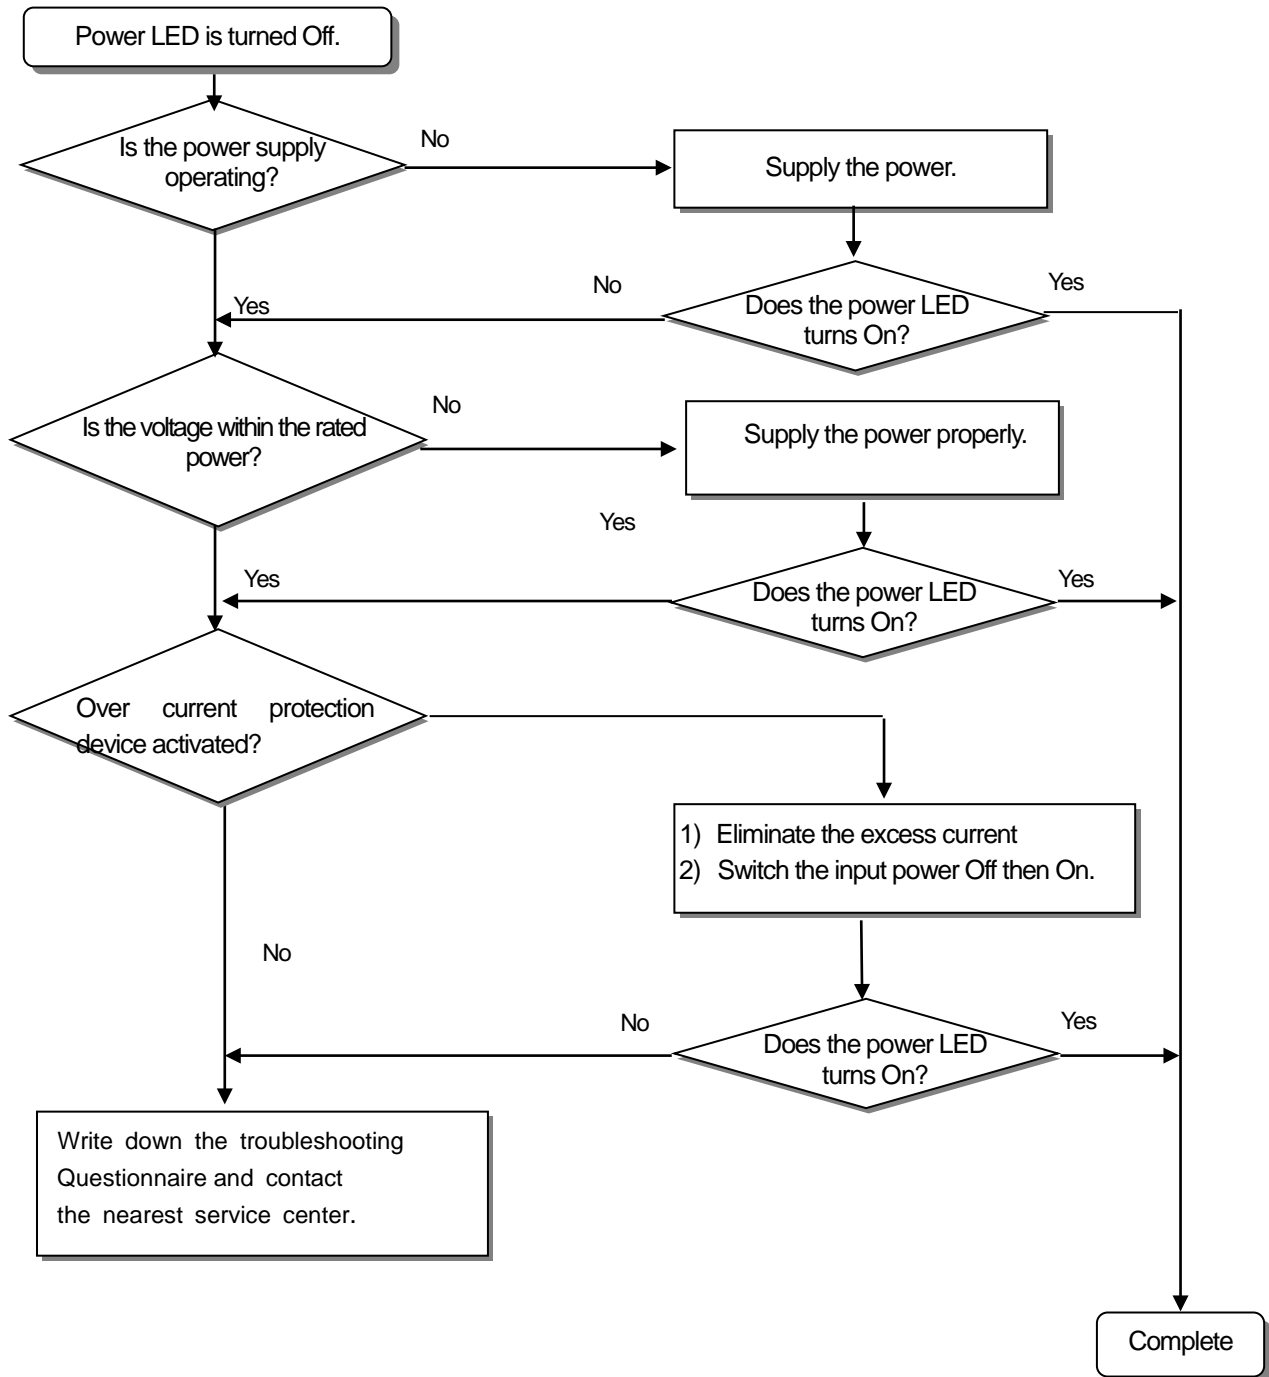 Power LED is turned Off.
Is the power supply
operating?
No
Supply the power.
Does the power LED
turns On?
No
Yes
Yes
Is the voltage within the rated
power?
No
Supply the power properly.
Yes
Does the power LED
turns On?
Yes
Yes
Over current protection
device activated?
1) Eliminate the excess current
2) Switch the input power Off then On.
No
Does the power LED
turns On?
No
Yes
Write down the troubleshooting
Questionnaire and contact
the nearest service center.
Complete